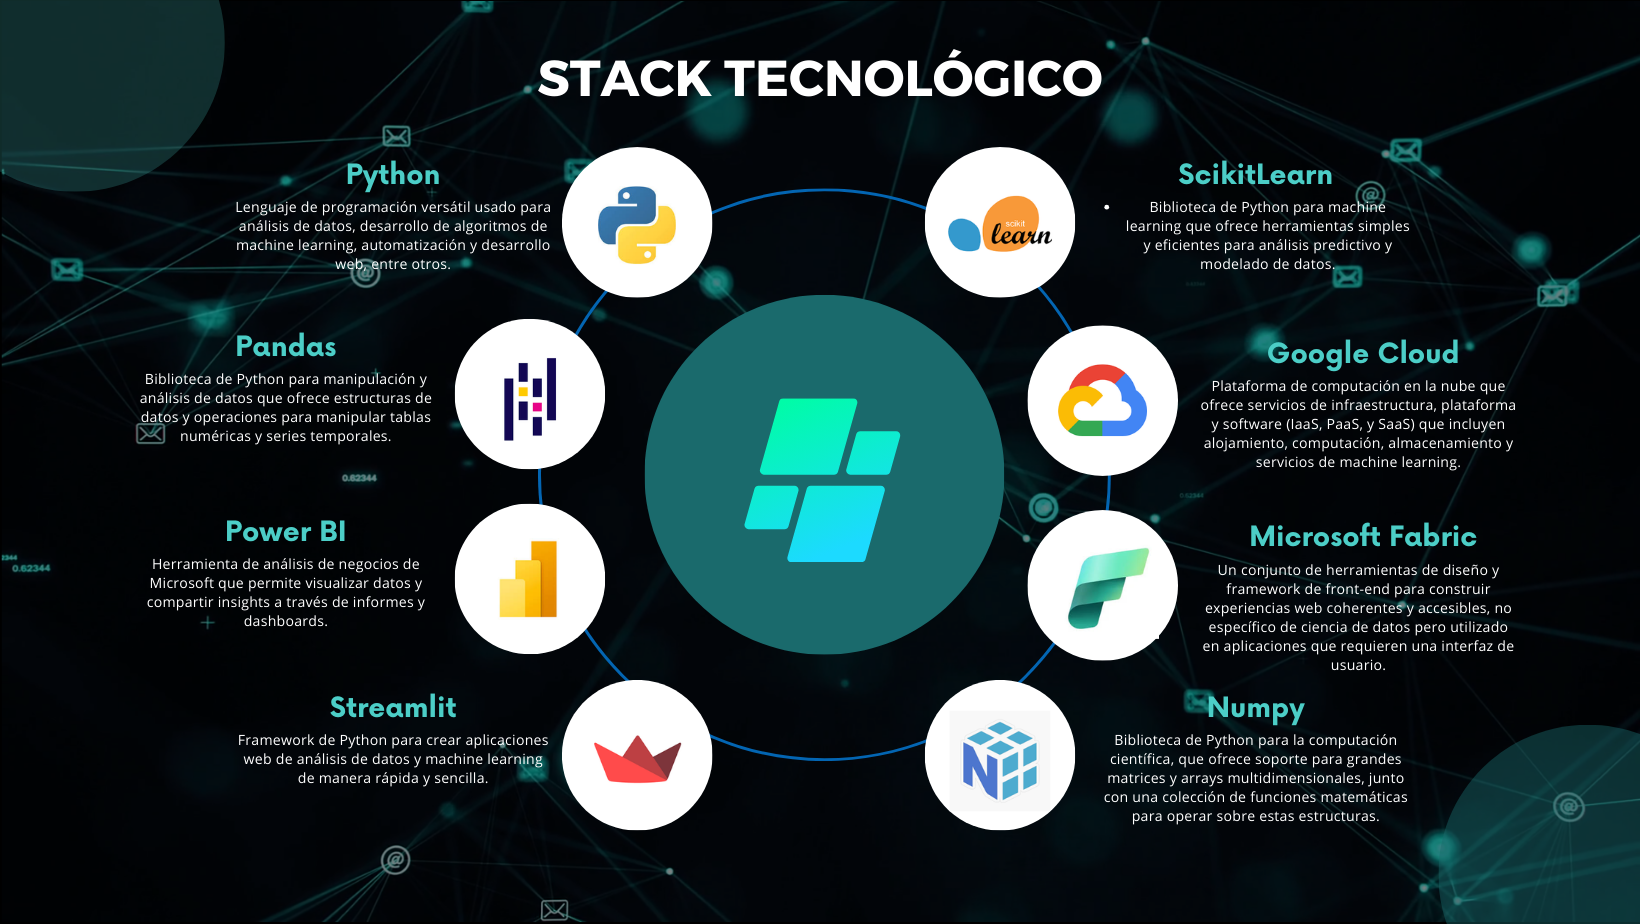 STACK TECNOLÓGICO
Python
Lenguaje de programación versátil usado para
análisis de datos, desarrollo de algoritmos de
machine learning, automatización y desarrollo
web, entre otros.
Pandas
Biblioteca de Python para manipulación y
análisis de datos que ofrece estructuras de
datos y operaciones para manipular tablas
numéricas y series temporales.
0.62344
Power BI
Herramienta de análisis de negocios de
Microsoft que permite visualizar datos y
compartir insights a través de informes y
dashboards.
2344
0.62344
Streamlit
Framework de Python para crear aplicaciones
web de análisis de datos y machine learning
de manera rápida y sencilla.
scikit
learn
ScikitLearn
• Biblioteca de Python para machine
learning que ofrece herramientas simples
y eficientes para análisis predictivo y
modelado de datos.
Google Cloud
Plataforma de computación en la nube que
ofrece servicios de infraestructura, plataforma
y software (IaaS, PaaS, y SaaS) que incluyen
alojamiento, computación, almacenamiento y
servicios de machine learning.
0.62344
Microsoft Fabric
Un conjunto de herramientas de diseño y
framework de front-end para construir
experiencias web coherentes y accesibles, no
específico de ciencia de datos pero utilizado
en aplicaciones que requieren una interfaz de
usuario.
N
Numpy
Biblioteca de Python para la computación
científica, que ofrece soporte para grandes
matrices y arrays multidimensionales, junto
con una colección de funciones matemáticas
para operar sobre estas estructuras.